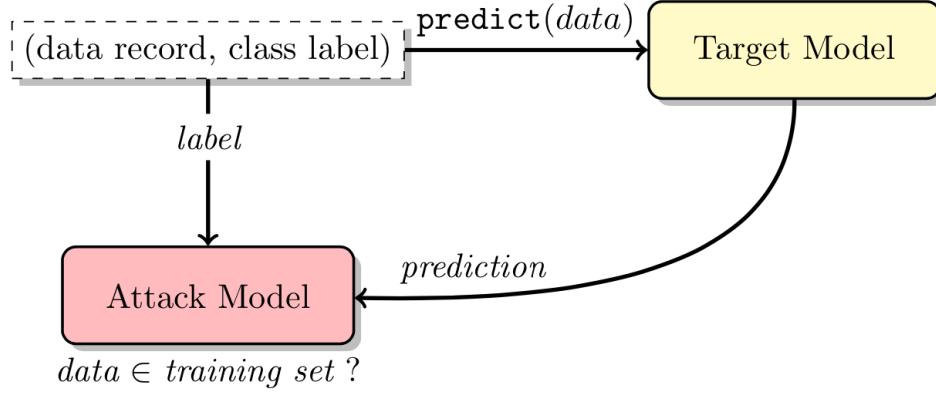 (data record, class label)
predict(data)
Target Model
label
prediction
Attack Model
data ∈ training set ?